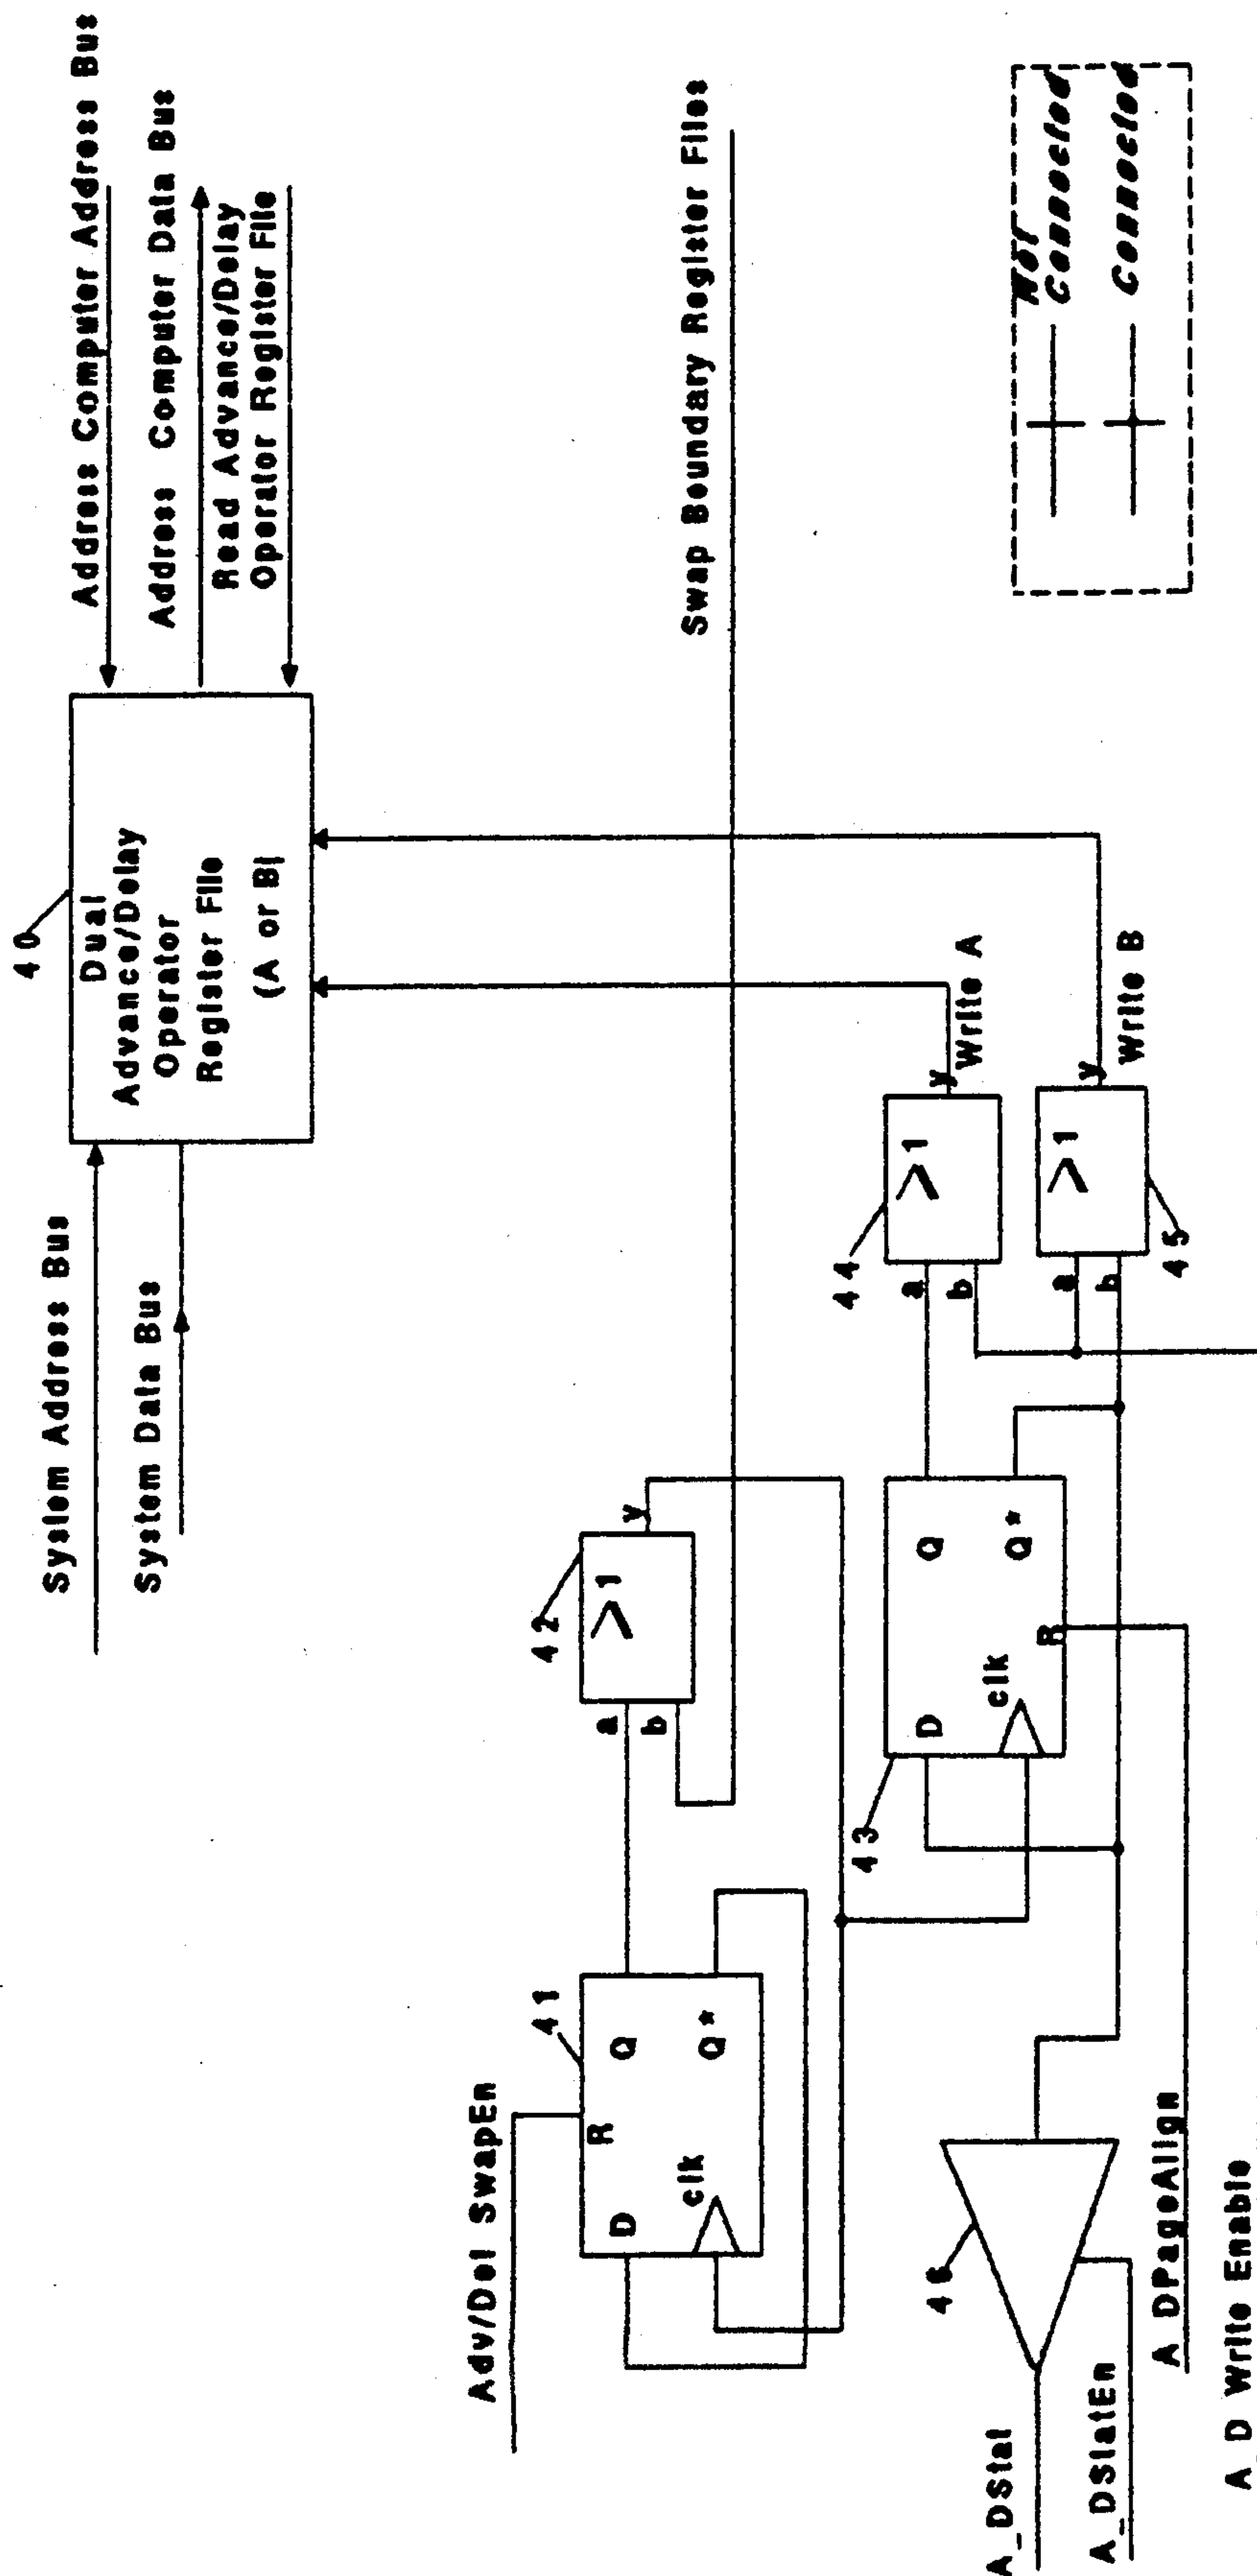 40
System Address Bus
System Data Bus
Dual
Advance/Delay
Operator
Register File
(A or B)
Address Computer Address Bus
Address Computer Data Bus
Read Advance/Delay
Operator Register File
Swap Boundary Register Files
Adv/Del SwapEn
41
R
D
Q
clk
Q*
42
a
b
>1
y
43
D
Q
clk
Q*
R
44
a
b
>1
y
Write A
a
b
>1
y
Write B
45
46
A_DStat
A_DStatEn
A_DPageAlign
A_D Write Enable
Not
Connected
Connected